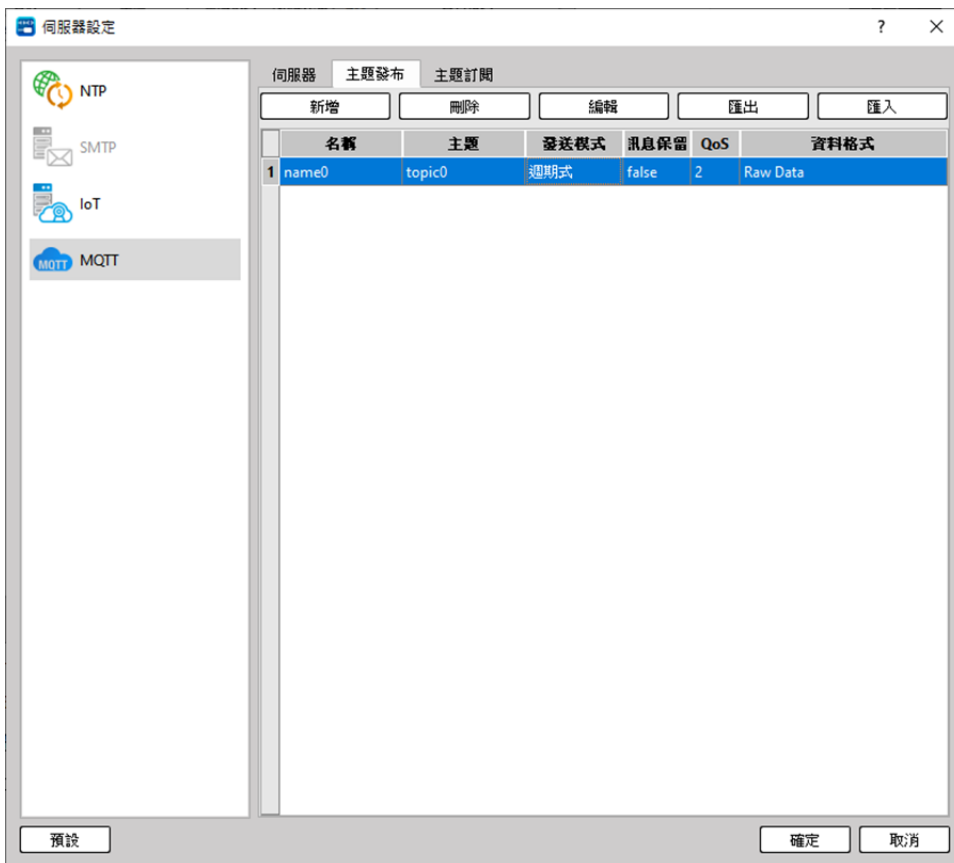 伺服器設定
NTP
SMTP
IoT
MQTT
MQTT
伺服器 主題發布 主題訂閱
新增 刪除 編輯 匯出 匯入
名稱 主題 發送模式 訊息保留 QoS 資料格式
1 name0 topic0 週期式 false 2 Raw Data
預設 確定 取消